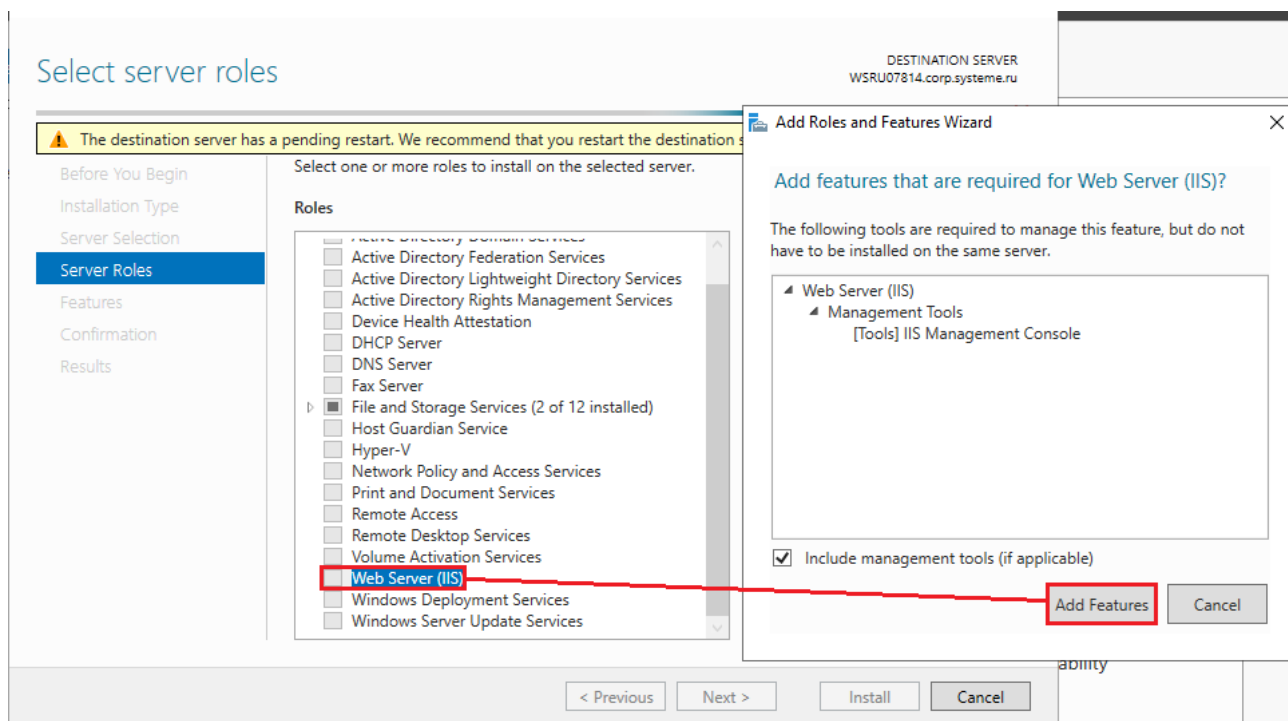 Select server roles
DESTINATION SERVER
WSRU07814.corp.systeme.ru
The destination server has a pending restart. We recommend that you restart the destination
Before You Begin
Installation Type
Server Selection
Server Roles
Features
Confirmation
Results
Select one or more roles to install on the selected server.
Roles
Active Directory Domain Services
Active Directory Federation Services
Active Directory Lightweight Directory Services
Active Directory Rights Management Services
Device Health Attestation
DHCP Server
DNS Server
Fax Server
File and Storage Services (2 of 12 installed)
Host Guardian Service
Hyper-V
Network Policy and Access Services
Print and Document Services
Remote Access
Remote Desktop Services
Volume Activation Services
Web Server (IIS)
Windows Deployment Services
Windows Server Update Services
< Previous
Next >
Install
Cancel
Add Roles and Features Wizard
Add features that are required for Web Server (IIS)?
The following tools are required to manage this feature, but do not
have to be installed on the same server.
Web Server (IIS)
Management Tools
[Tools] IIS Management Console
Include management tools (if applicable)
Add Features
Cancel
ability